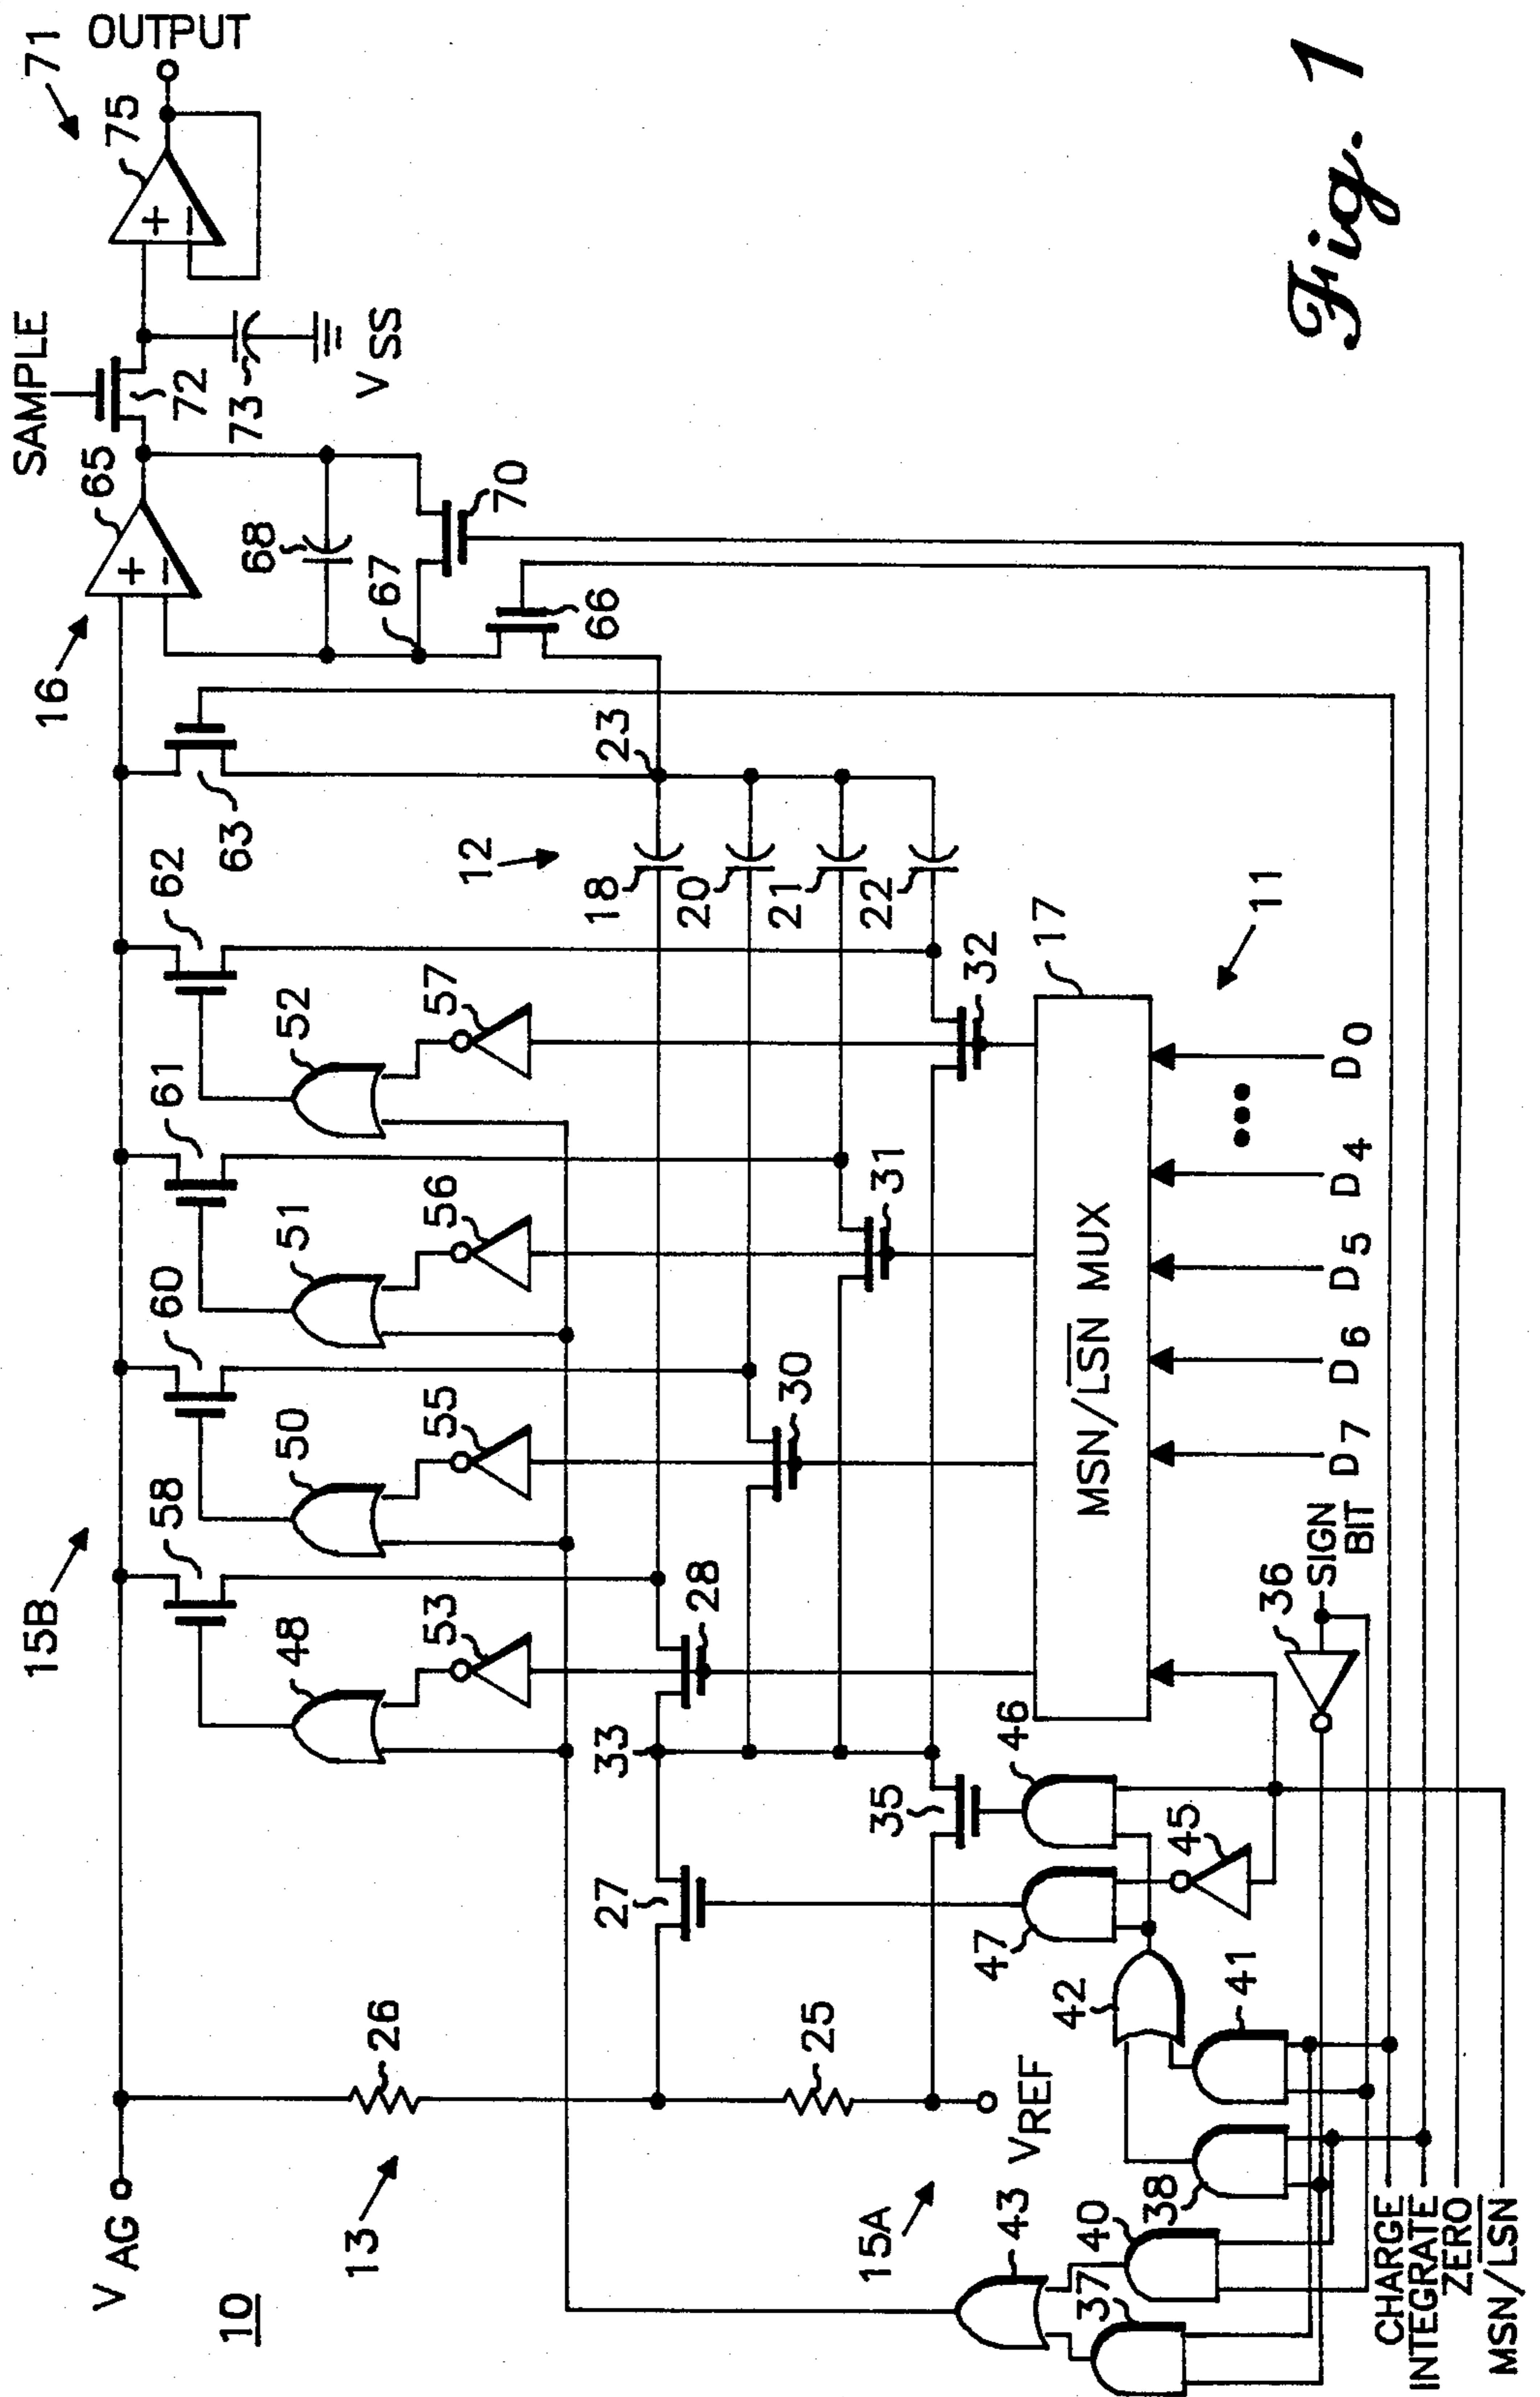 10
V AG
13
26
25
VREF
15A
15B
16
71
OUTPUT
75
SAMPLE
72
73
VSS
65
+
−
+
−
68
67
70
66
63
23
12
18
20
21
22
62
61
60
58
52
51
50
48
57
56
55
53
32
31
30
28
33
27
35
17
11
MSN/LSN MUX
D7
D6
D5
D4
D0
SIGN
BIT
36
46
45
47
42
41
38
40
43
37
CHARGE
INTEGRATE
ZERO
MSN/LSN
Fig. 1